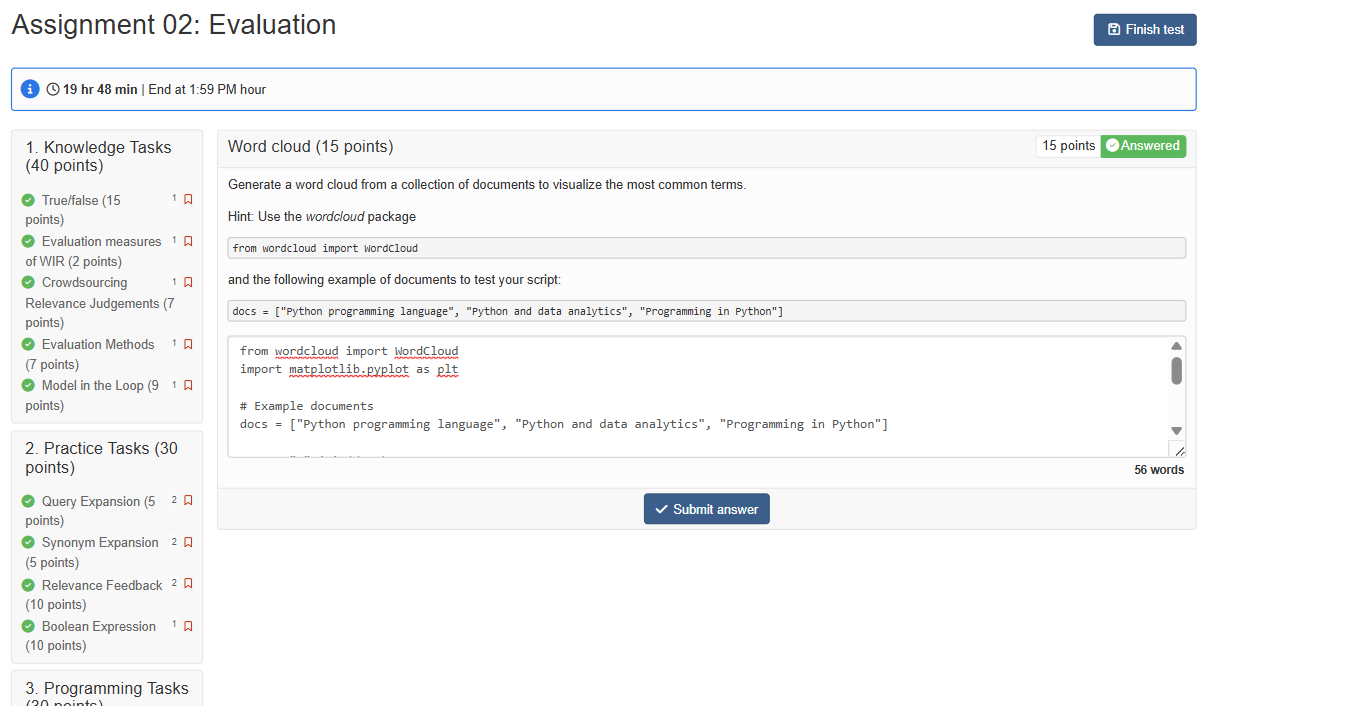 Assignment 02: Evaluation
Finish test
19 hr 48 min | End at 1:59 PM hour
1. Knowledge Tasks
(40 points)
True/false (15
points)
1
Evaluation measures
of WIR (2 points)
1
Crowdsourcing
Relevance Judgements (7
points)
1
Evaluation Methods
(7 points)
1
Model in the Loop (9
points)
1
2. Practice Tasks (30
points)
Query Expansion (5
points)
2
Synonym Expansion
(5 points)
2
Relevance Feedback
(10 points)
2
Boolean Expression
(10 points)
1
3. Programming Tasks
(30 points)
Word cloud (15 points)
15 points
Answered
Generate a word cloud from a collection of documents to visualize the most common terms.
Hint: Use the wordcloud package
from wordcloud import WordCloud
and the following example of documents to test your script:
docs = ["Python programming language", "Python and data analytics", "Programming in Python"]
from wordcloud import WordCloud
import matplotlib.pyplot as plt
# Example documents
docs = ["Python programming language", "Python and data analytics", "Programming in Python"]
56 words
Submit answer